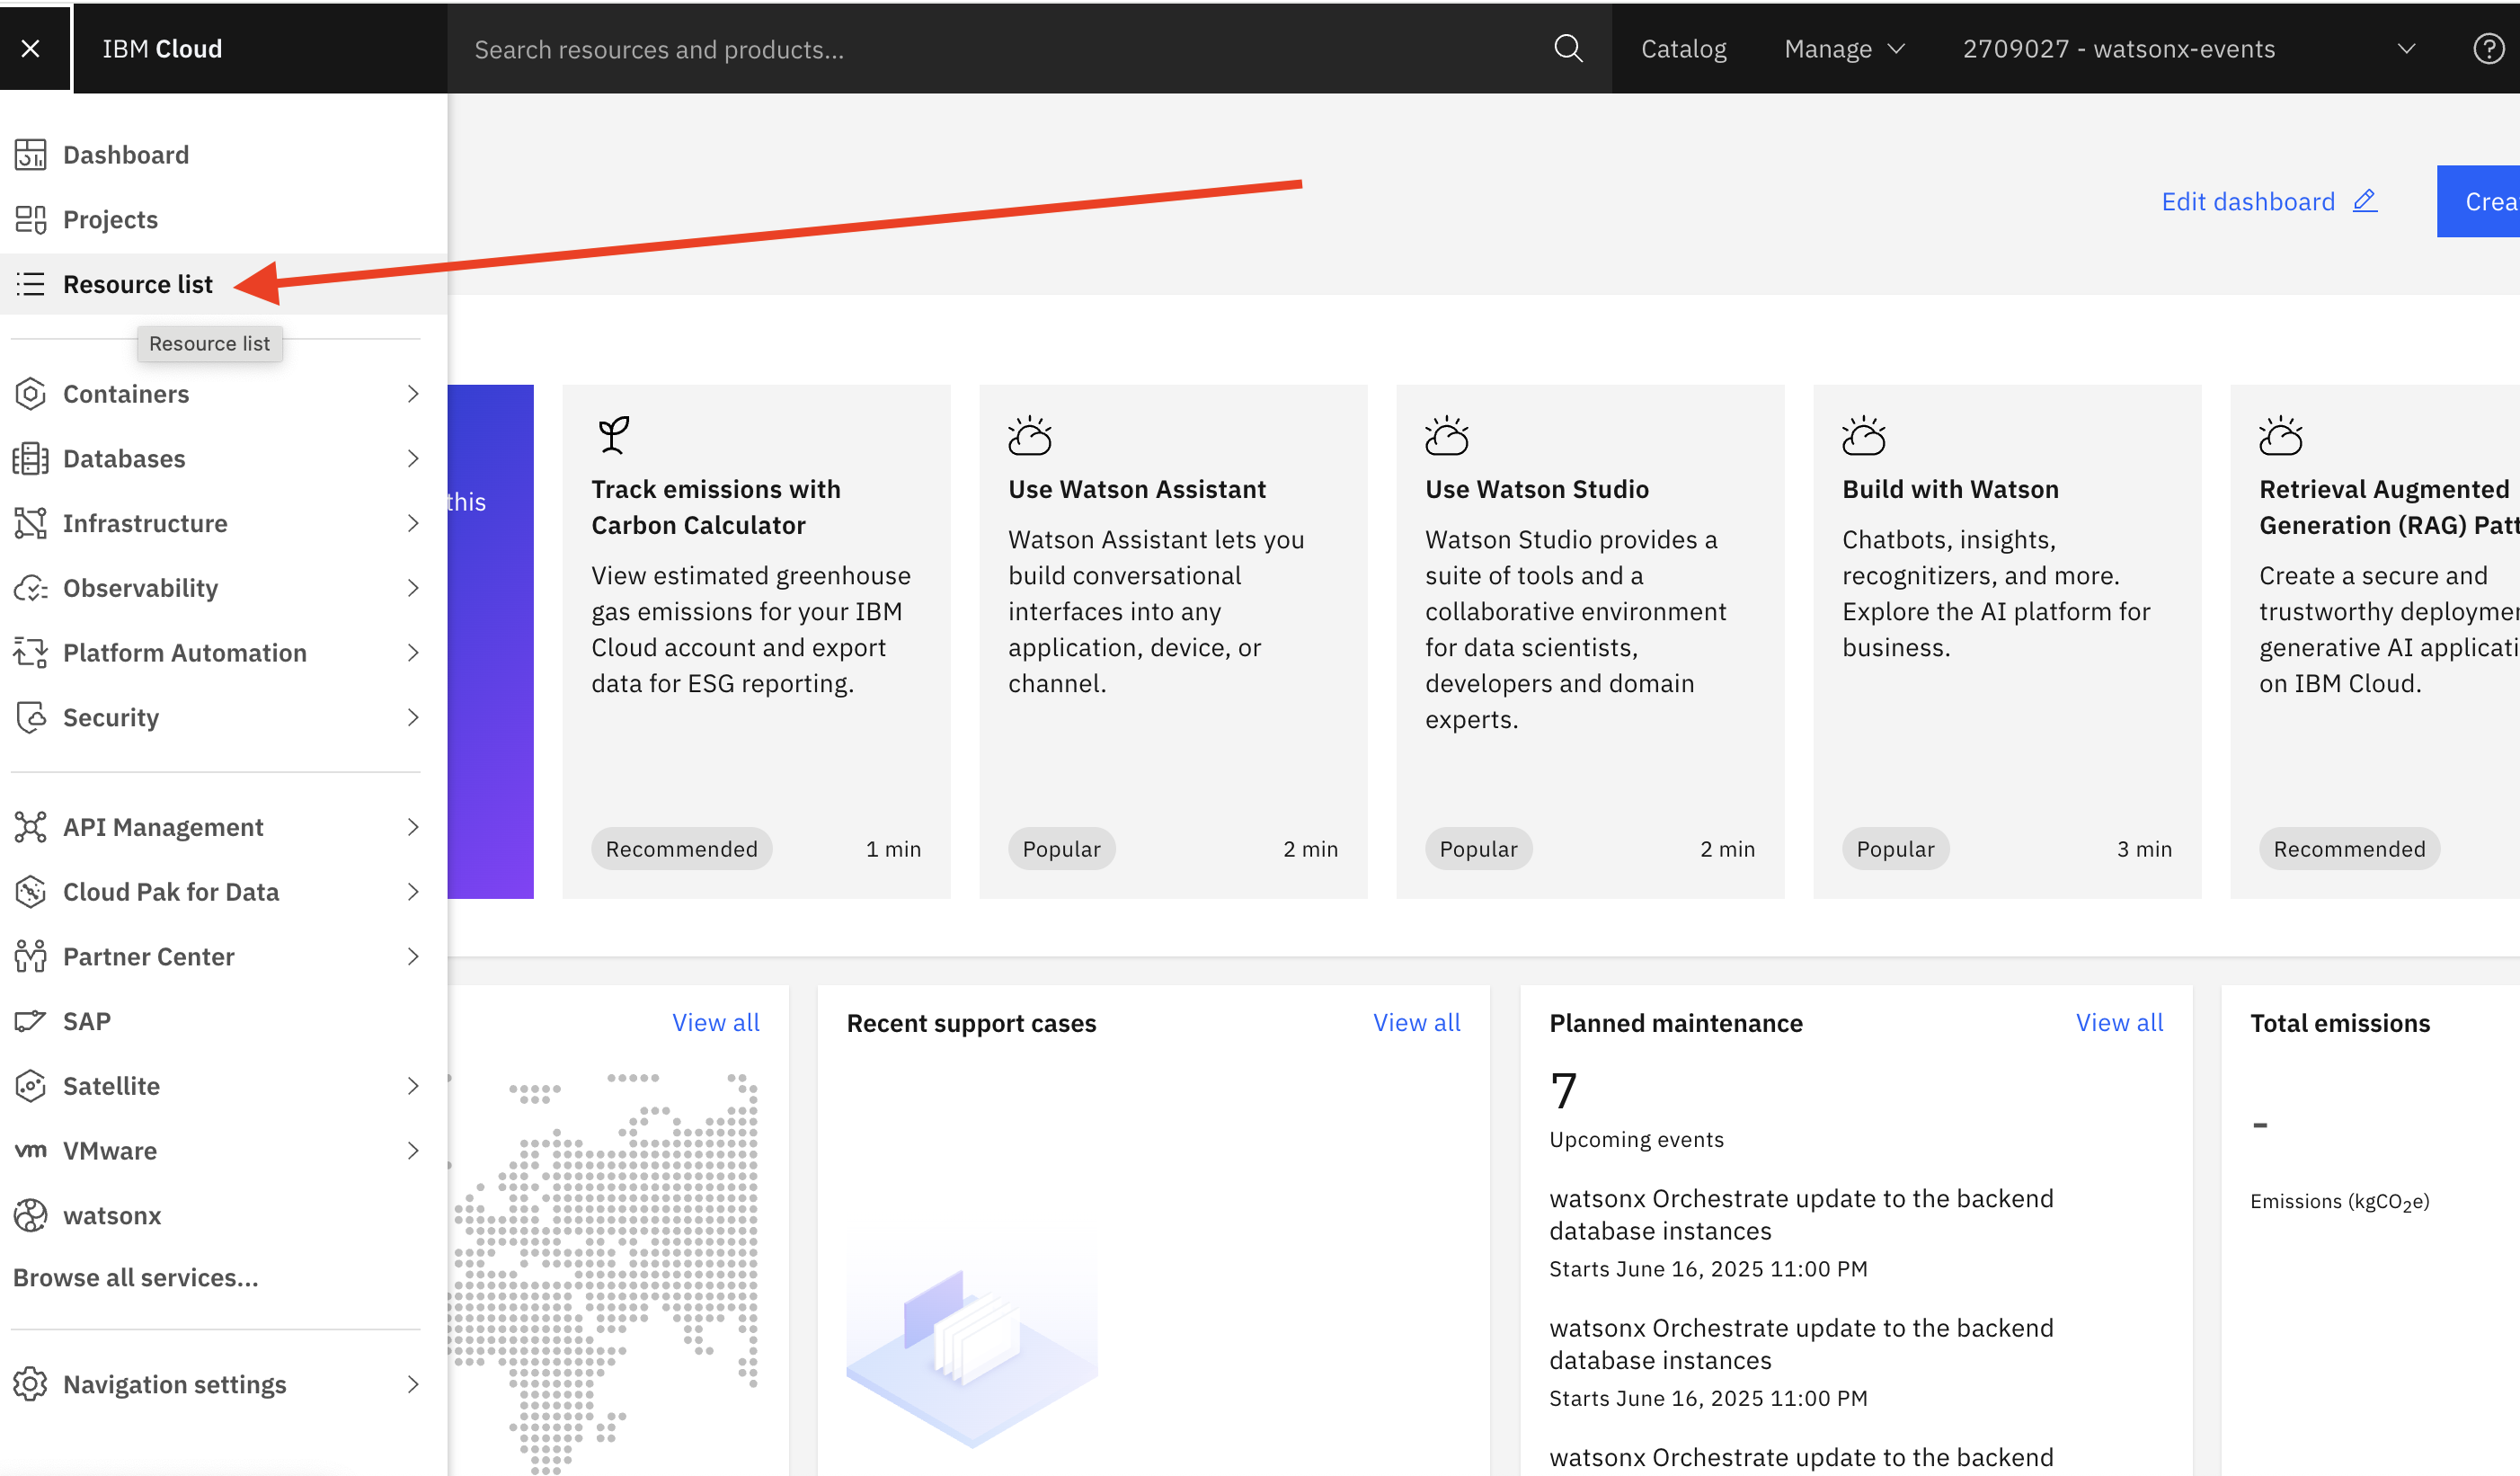 IBM Cloud
Search resources and products...
Catalog
Manage
2709027 - watsonx-events
Dashboard
Projects
Resource list
Resource list
Containers
Databases
Infrastructure
Observability
Platform Automation
Security
API Management
Cloud Pak for Data
Partner Center
SAP
Satellite
vm VMware
watsonx
Browse all services...
Navigation settings
Edit dashboard
Crea
this
Track emissions with
Carbon Calculator
View estimated greenhouse
gas emissions for your IBM
Cloud account and export
data for ESG reporting.
Recommended
1 min
Use Watson Assistant
Watson Assistant lets you
build conversational
interfaces into any
application, device, or
channel.
Popular
2 min
Use Watson Studio
Watson Studio provides a
suite of tools and a
collaborative environment
for data scientists,
developers and domain
experts.
Popular
2 min
Build with Watson
Chatbots, insights,
recognitizers, and more.
Explore the AI platform for
business.
Popular
3 min
Retrieval Augmented
Generation (RAG) Patt
Create a secure and
trustworthy deploymen
generative AI applicati
on IBM Cloud.
Recommended
View all
Recent support cases
View all
Planned maintenance
View all
7
Upcoming events
watsonx Orchestrate update to the backend
database instances
Starts June 16, 2025 11:00 PM
watsonx Orchestrate update to the backend
database instances
Starts June 16, 2025 11:00 PM
watsonx Orchestrate update to the backend
Total emissions
-
Emissions (kgCO₂e)